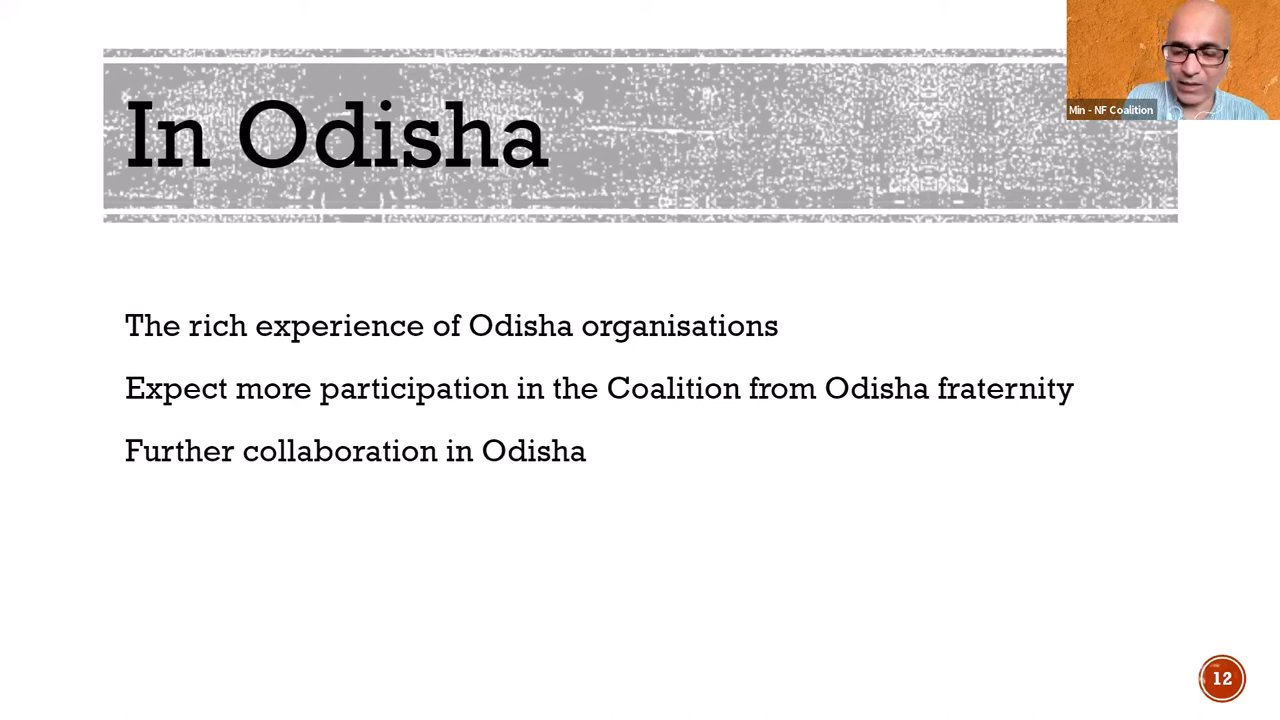 In Odisha
Min - NF Coalition
The rich experience of Odisha organisations
Expect more participation in the Coalition from Odisha fraternity
Further collaboration in Odisha
12